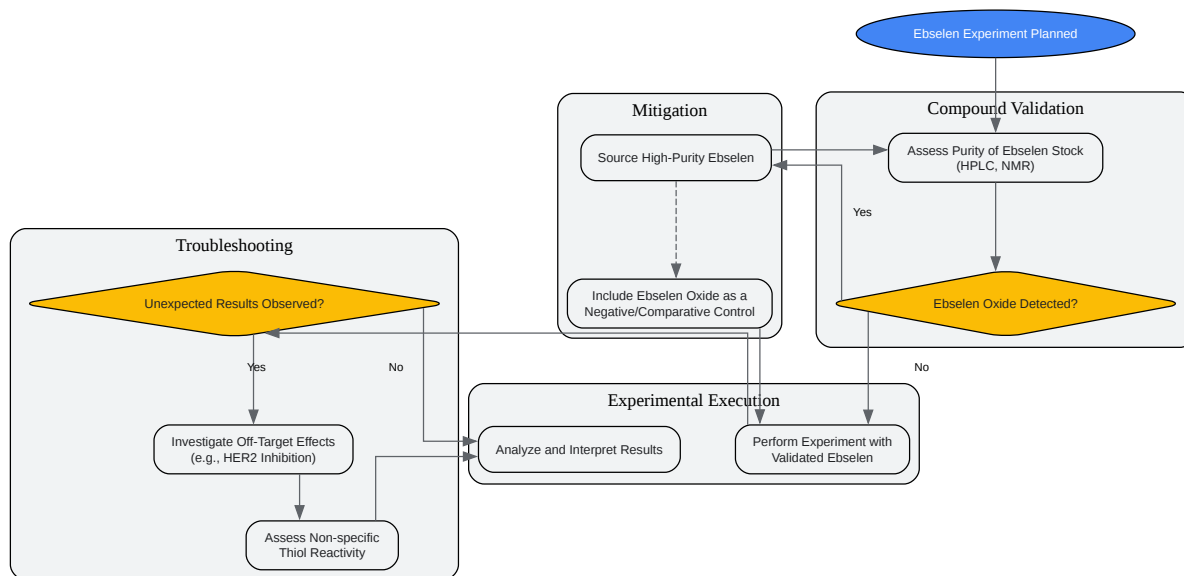 Ebselen Experiment Planned
Mitigation
Compound Validation
Source High-Purity Ebselen
Assess Purity of Ebselen Stock
(HPLC, NMR)
Yes
Troubleshooting
Unexpected Results Observed?
Include Ebselen Oxide as a
Negative/Comparative Control
Ebselen Oxide Detected?
Yes
No
No
Experimental Execution
Investigate Off-Target Effects
(e.g., HER2 Inhibition)
Analyze and Interpret Results
Perform Experiment with
Validated Ebselen
Assess Non-specific
Thiol Reactivity